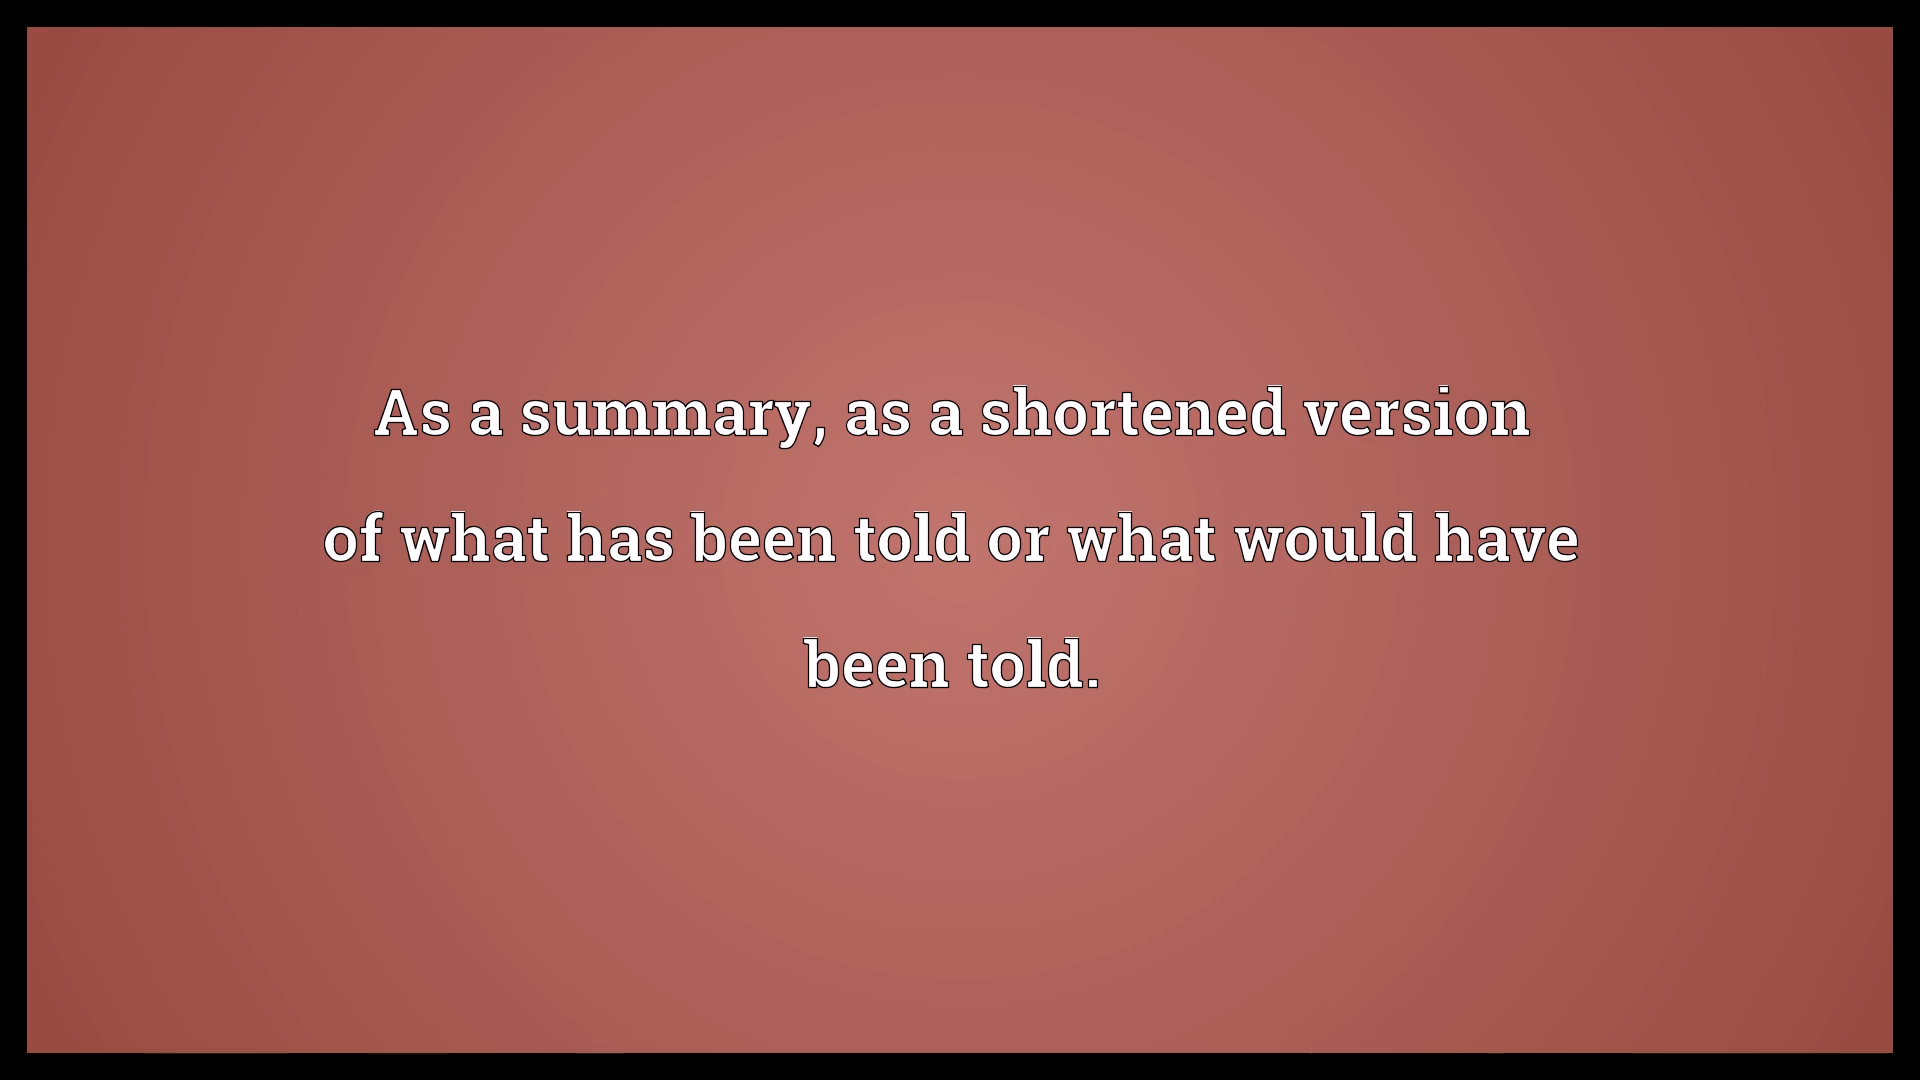 As a summary, as a shortened version
of what has been told or what would have
been told.